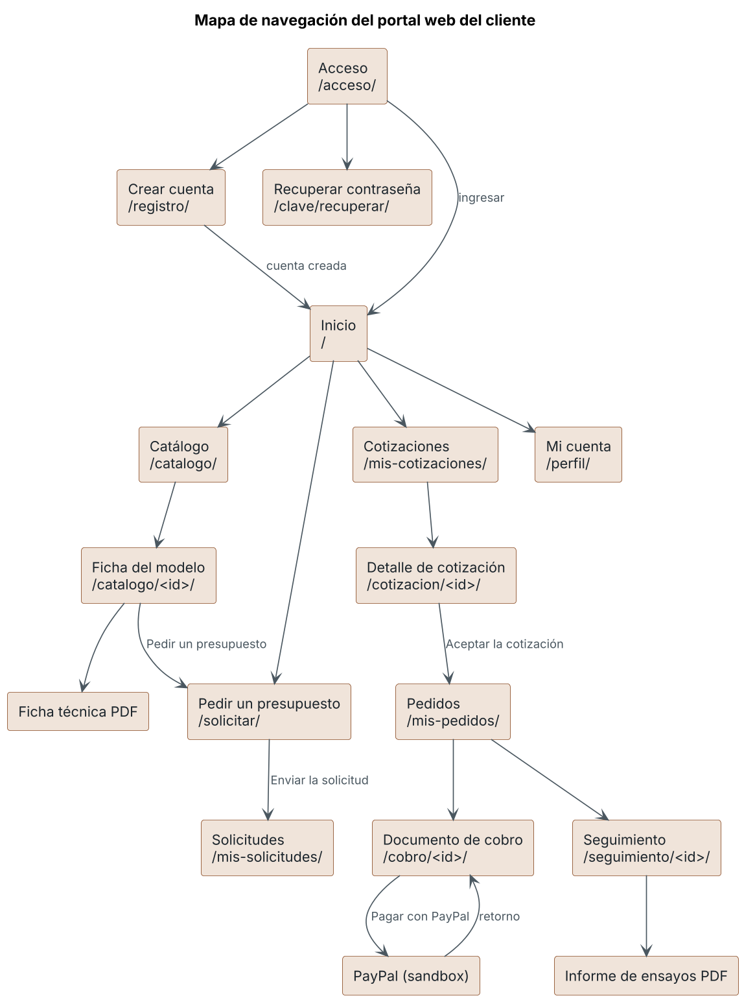 Mapa de navegación del portal web del cliente
Acceso
/acceso/
Crear cuenta
/registro/
Recuperar contraseña
/clave/recuperar/
ingresar
cuenta creada
Inicio
/
Catálogo
/catalogo/
Cotizaciones
/mis-cotizaciones/
Mi cuenta
/perfil/
Ficha del modelo
/catalogo/<id>/
Detalle de cotización
/cotizacion/<id>/
Pedir un presupuesto
Aceptar la cotización
Ficha técnica PDF
Pedir un presupuesto
/solicitar/
Pedidos
/mis-pedidos/
Enviar la solicitud
Solicitudes
/mis-solicitudes/
Documento de cobro
/cobro/<id>/
Seguimiento
/seguimiento/<id>/
Pagar con PayPal
retorno
PayPal (sandbox)
Informe de ensayos PDF